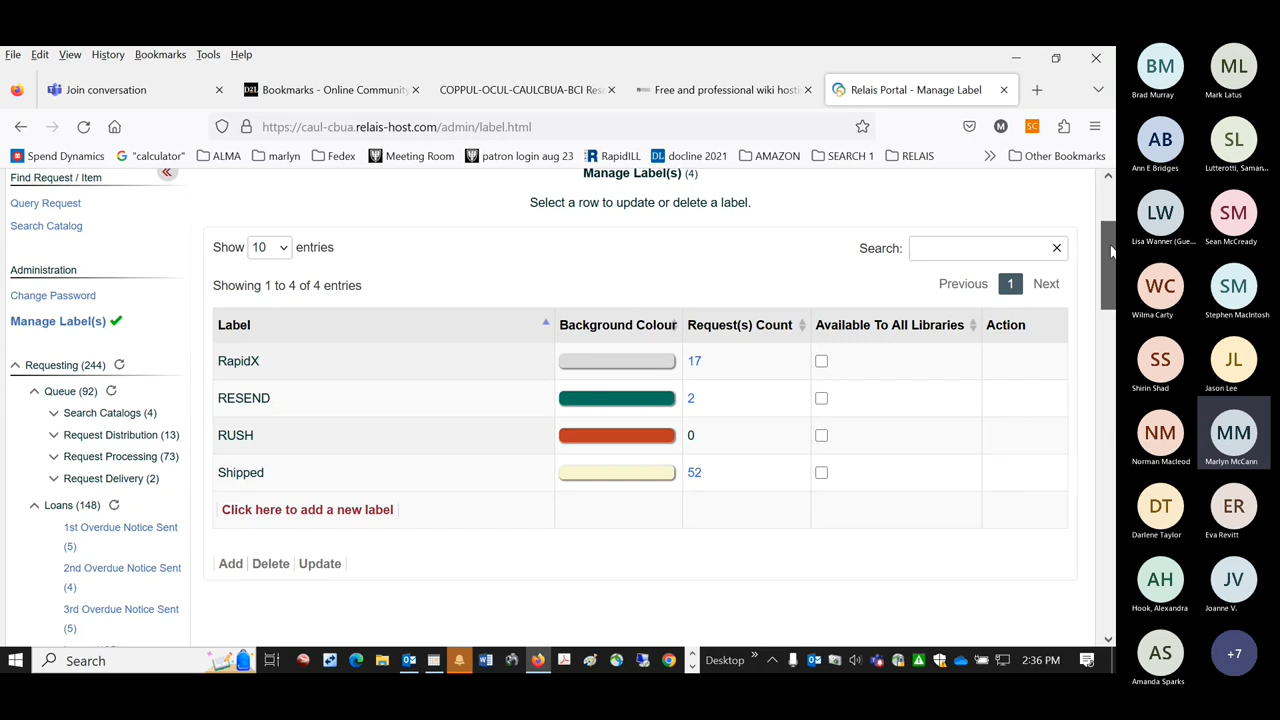 File Edit View History Bookmarks Tools Help
Join conversation
DZL Bookmarks - Online Community
COPPUL-OCUL-CAULCBUA-BCI Res
Free and professional wiki hosti
Relais Portal - Manage Label
https://caul-cbua.relais-host.com/admin/label.html
M SC
Spend Dynamics "calculator" ALMA marlyn Fedex Meeting Room patron login aug 23 RapidILL DL docline 2021 AMAZON SEARCH 1 RELAIS Other Bookmarks
Find Request / Item
Query Request
Search Catalog
Administration
Change Password
Manage Label(s)
Requesting (244)
Queue (92)
Search Catalogs (4)
Request Distribution (13)
Request Processing (73)
Request Delivery (2)
Loans (148)
1st Overdue Notice Sent
(5)
2nd Overdue Notice Sent
(4)
3rd Overdue Notice Sent
(5)
Manage Label(s) (4)
Select a row to update or delete a label.
Show 10 entries
Search:
Showing 1 to 4 of 4 entries
Previous 1 Next
Label Background Colour Request(s) Count Available To All Libraries Action
RapidX 17
RESEND 2
RUSH 0
Shipped 52
Click here to add a new label
Add Delete Update
Search
Desktop
2:36 PM
BM
Brad Murray
ML
Mark Latus
AB
Ann E Bridges
SL
Lutterotti, Saman...
LW
Lisa Wanner (Gue...
SM
Sean McCready
WC
Wilma Carty
SM
Stephen MacIntosh
SS
Shirin Shad
JL
Jason Lee
NM
Norman Macleod
MM
Marlyn McCann
DT
Darlene Taylor
ER
Eva Revitt
AH
Hook, Alexandra
JV
Joanne V.
AS
Amanda Sparks
+7